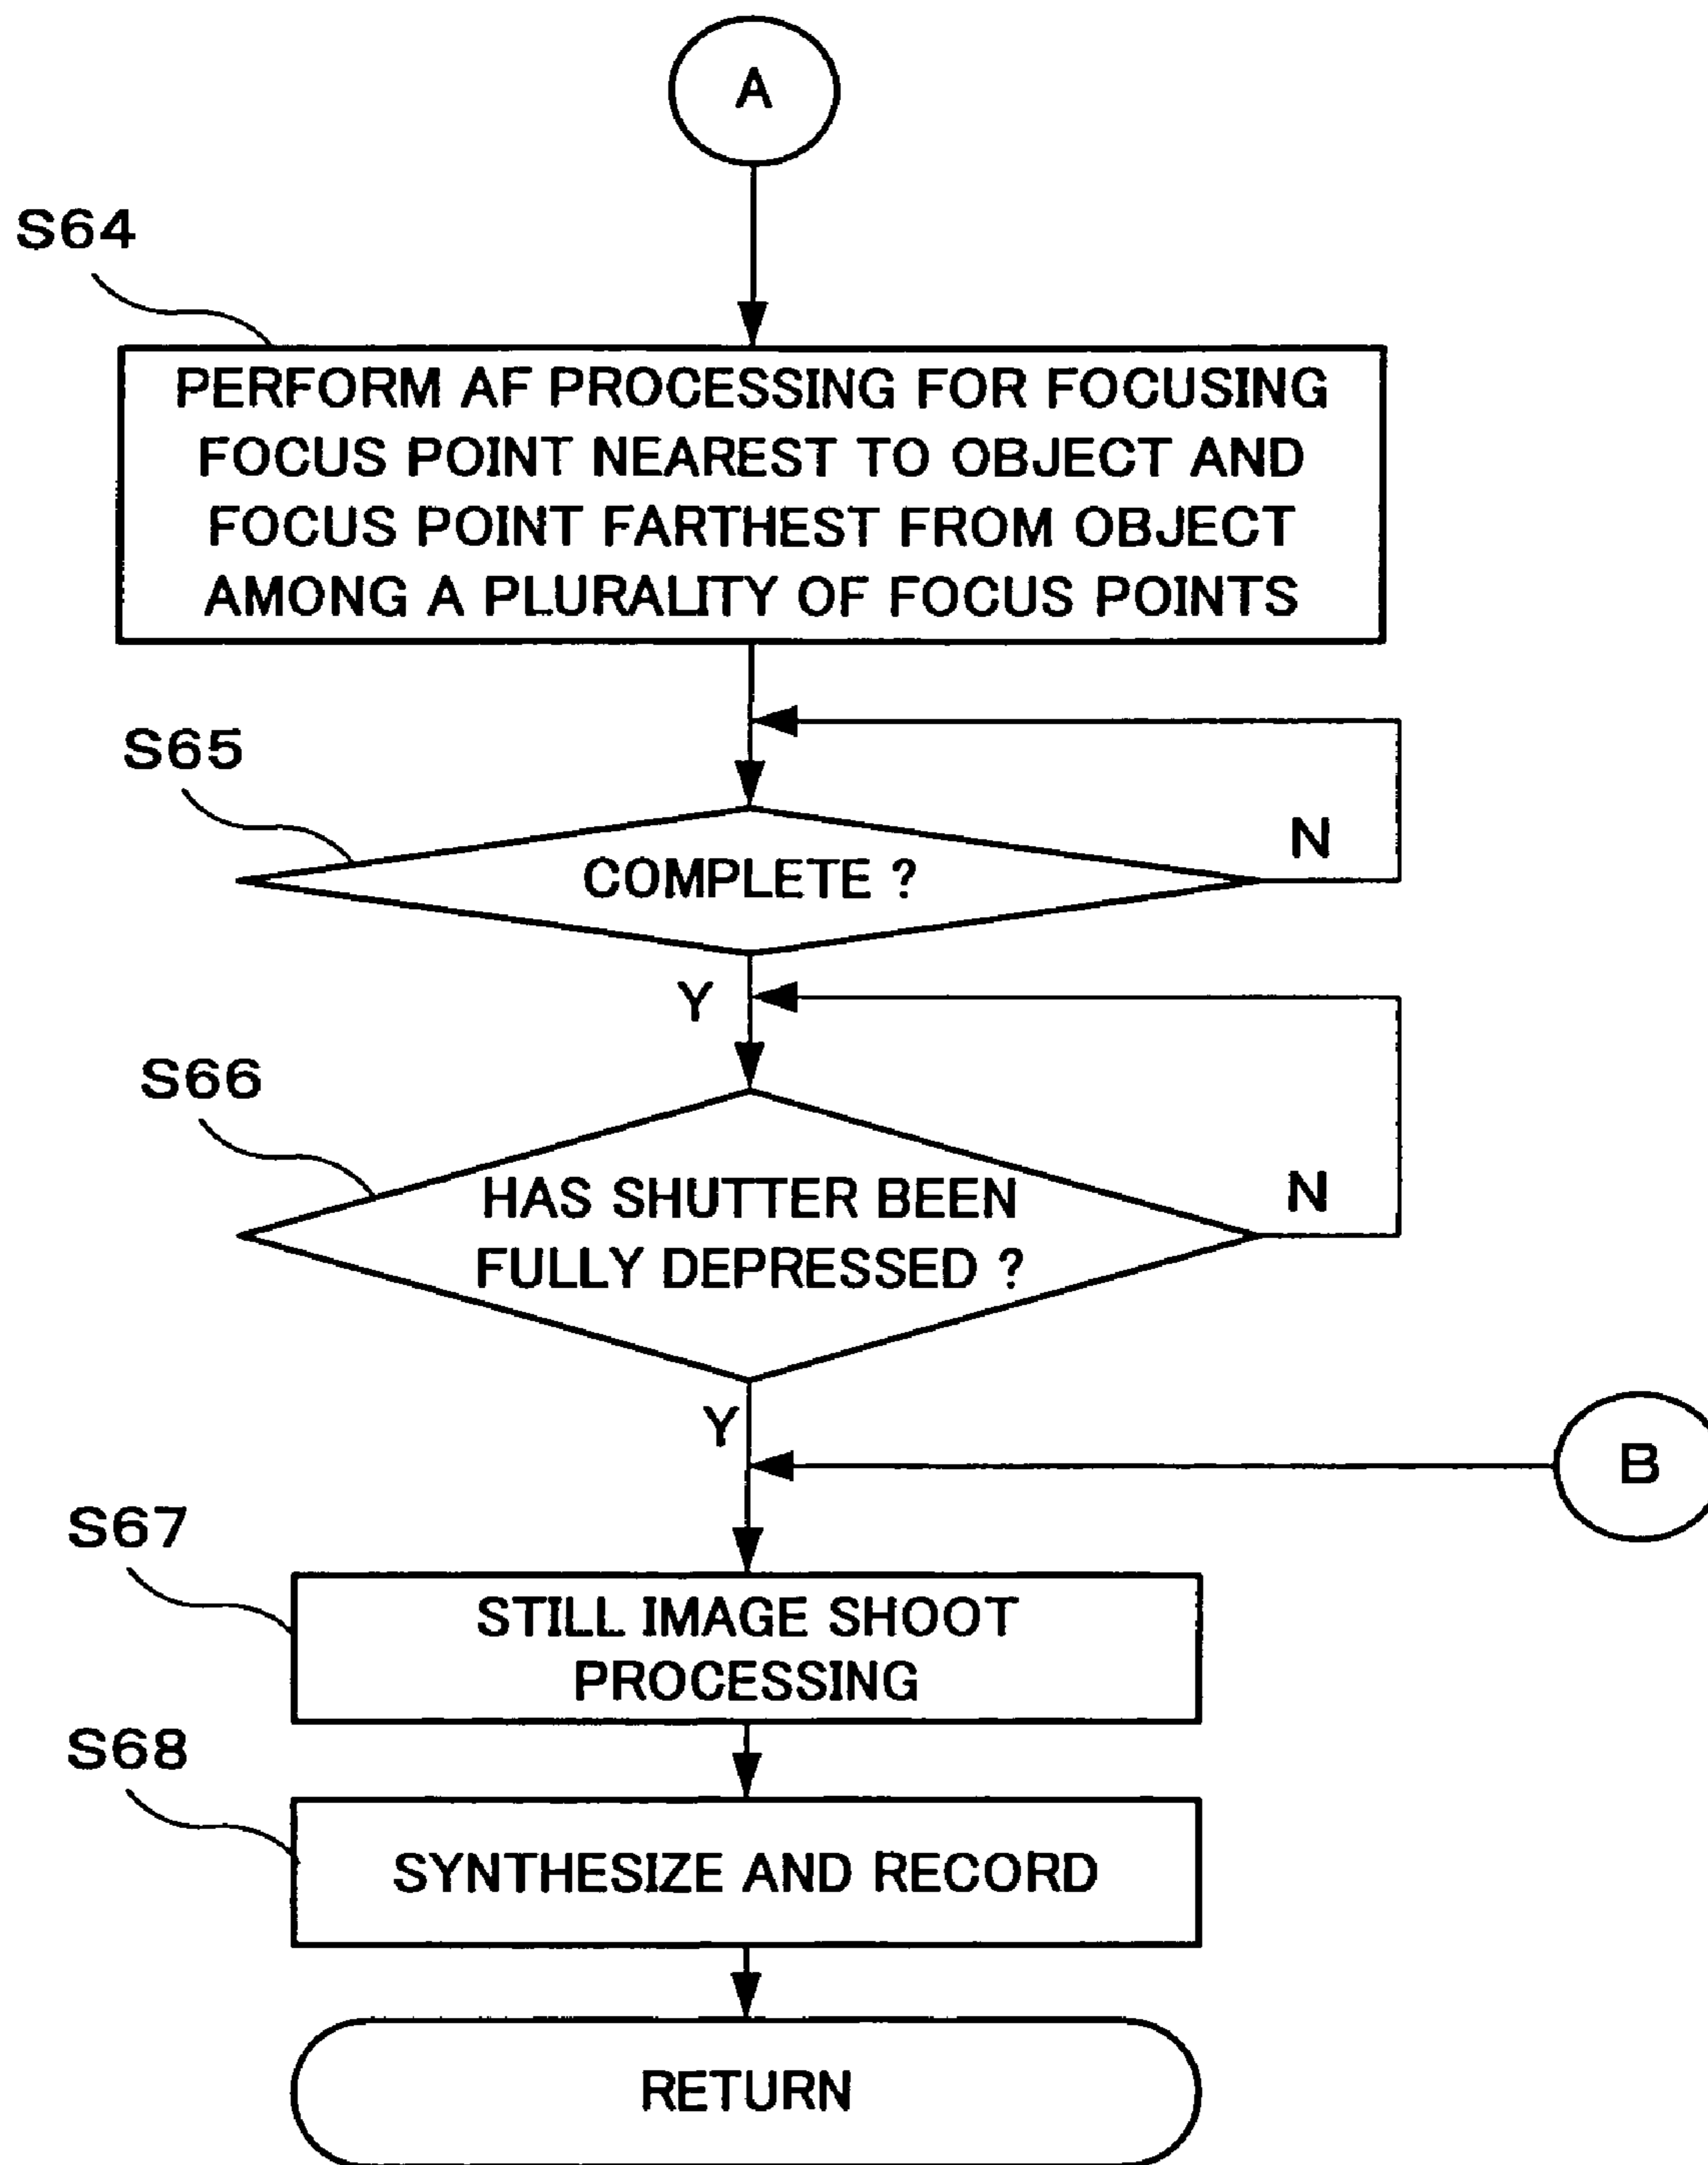 A
S64
PERFORM AF PROCESSING FOR FOCUSING
FOCUS POINT NEAREST TO OBJECT AND
FOCUS POINT FARTHEST FROM OBJECT
AMONG A PLURALITY OF FOCUS POINTS
S65
N
COMPLETE ?
Y
S66
N
HAS SHUTTER BEEN
FULLY DEPRESSED ?
Y
B
S67
STILL IMAGE SHOOT
PROCESSING
S68
SYNTHESIZE AND RECORD
RETURN